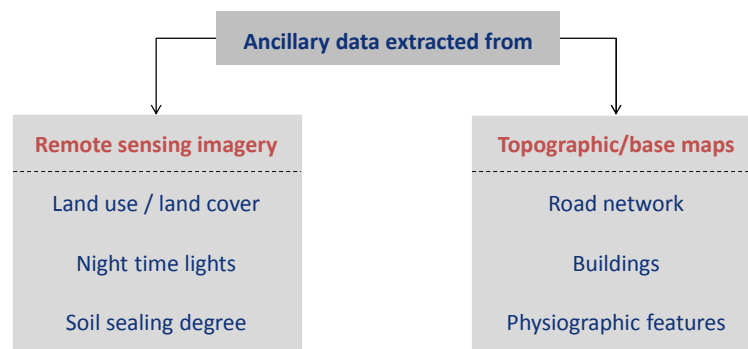 Ancillary data extracted from
Remote sensing imagery
Land use / land cover
Night time lights
Soil sealing degree
Topographic/base maps
Road network
Buildings
Physiographic features